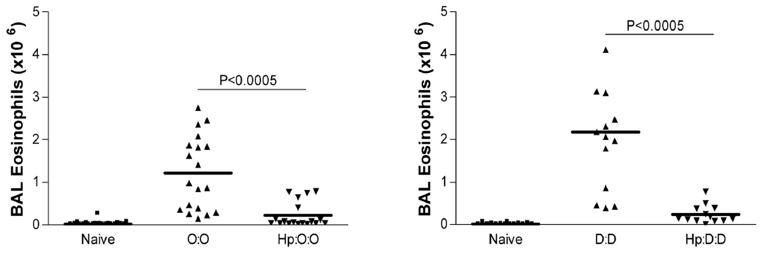 BAL Eosinophils (x10 6)
5
4
3
2
1
0
P<0.0005
Naive O:O Hp:O:O
BAL Eosinophils (x10 6)
5
4
3
2
1
0
P<0.0005
Naive D:D Hp:D:D